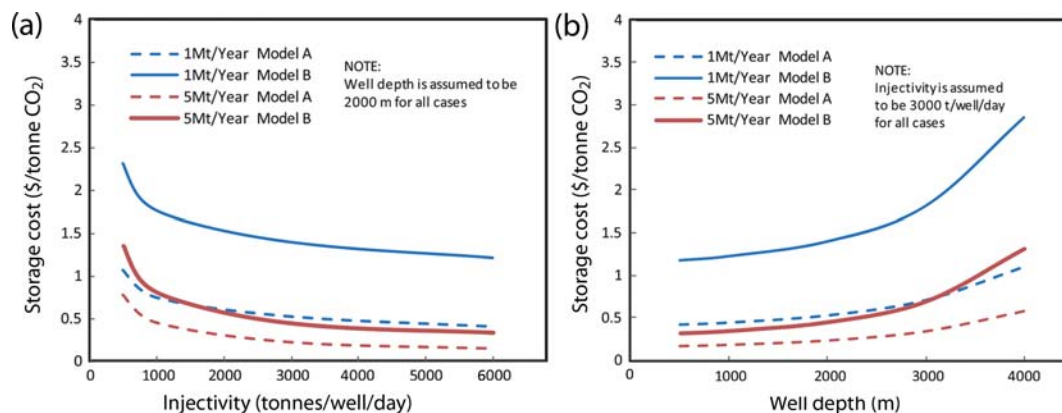 (a)
4
3.5
3
2.5
2
1.5
1
0.5
0
Storage cost ($/tonne CO2)
1Mt/Year Model A
1Mt/Year Model B
5Mt/Year Model A
5Mt/Year Model B
NOTE:
Well depth is assumed to be
2000 m for all cases
0 1000 2000 3000 4000 5000 6000
Injectivity (tonnes/well/day)
(b)
4
3.5
3
2.5
2
1.5
1
0.5
0
Storage cost ($/tonne CO2)
1Mt/Year Model A
1Mt/Year Model B
5Mt/Year Model A
5Mt/Year Model B
NOTE:
Injectivity is assumed
to be 3000 t/well/day
for all cases
0 1000 2000 3000 4000
Well depth (m)